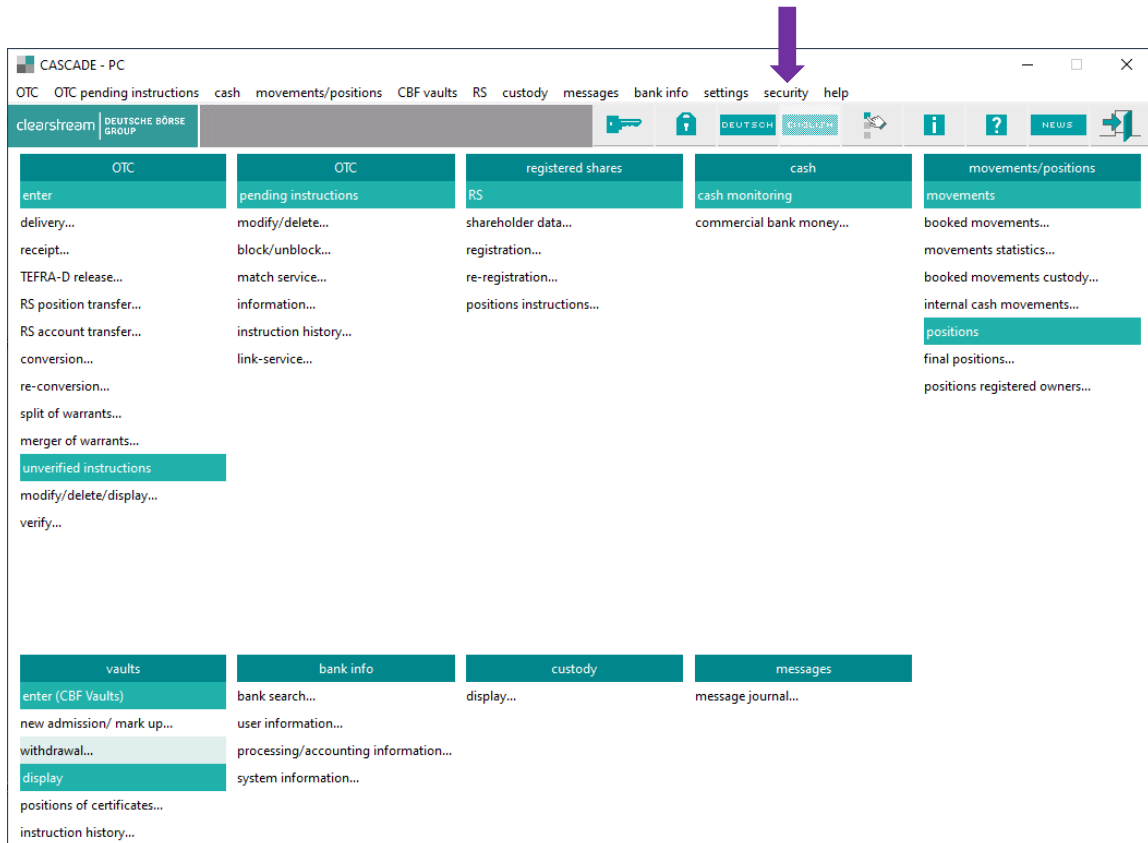 CASCADE - PC
OTC OTC pending instructions cash movements/positions CBF vaults RS custody messages bank info settings security help
clearstream DEUTSCHE BÖRSE GROUP
DEUTSCH ENGLISH i ? NEWS
OTC OTC registered shares cash movements/positions
enter pending instructions RS cash monitoring movements
delivery... modify/delete... shareholder data... commercial bank money... booked movements...
receipt... block/unblock... registration... movements statistics...
TEFRA-D release... match service... re-registration... booked movements custody...
RS position transfer... information... positions instructions... internal cash movements...
RS account transfer... instruction history... positions
conversion... link-service... final positions...
re-conversion... positions registered owners...
split of warrants...
merger of warrants...
unverified instructions
modify/delete/display...
verify...
vaults bank info custody messages
enter (CBF Vaults) bank search... display... message journal...
new admission/ mark up... user information...
withdrawal... processing/accounting information...
display system information...
positions of certificates...
instruction history...